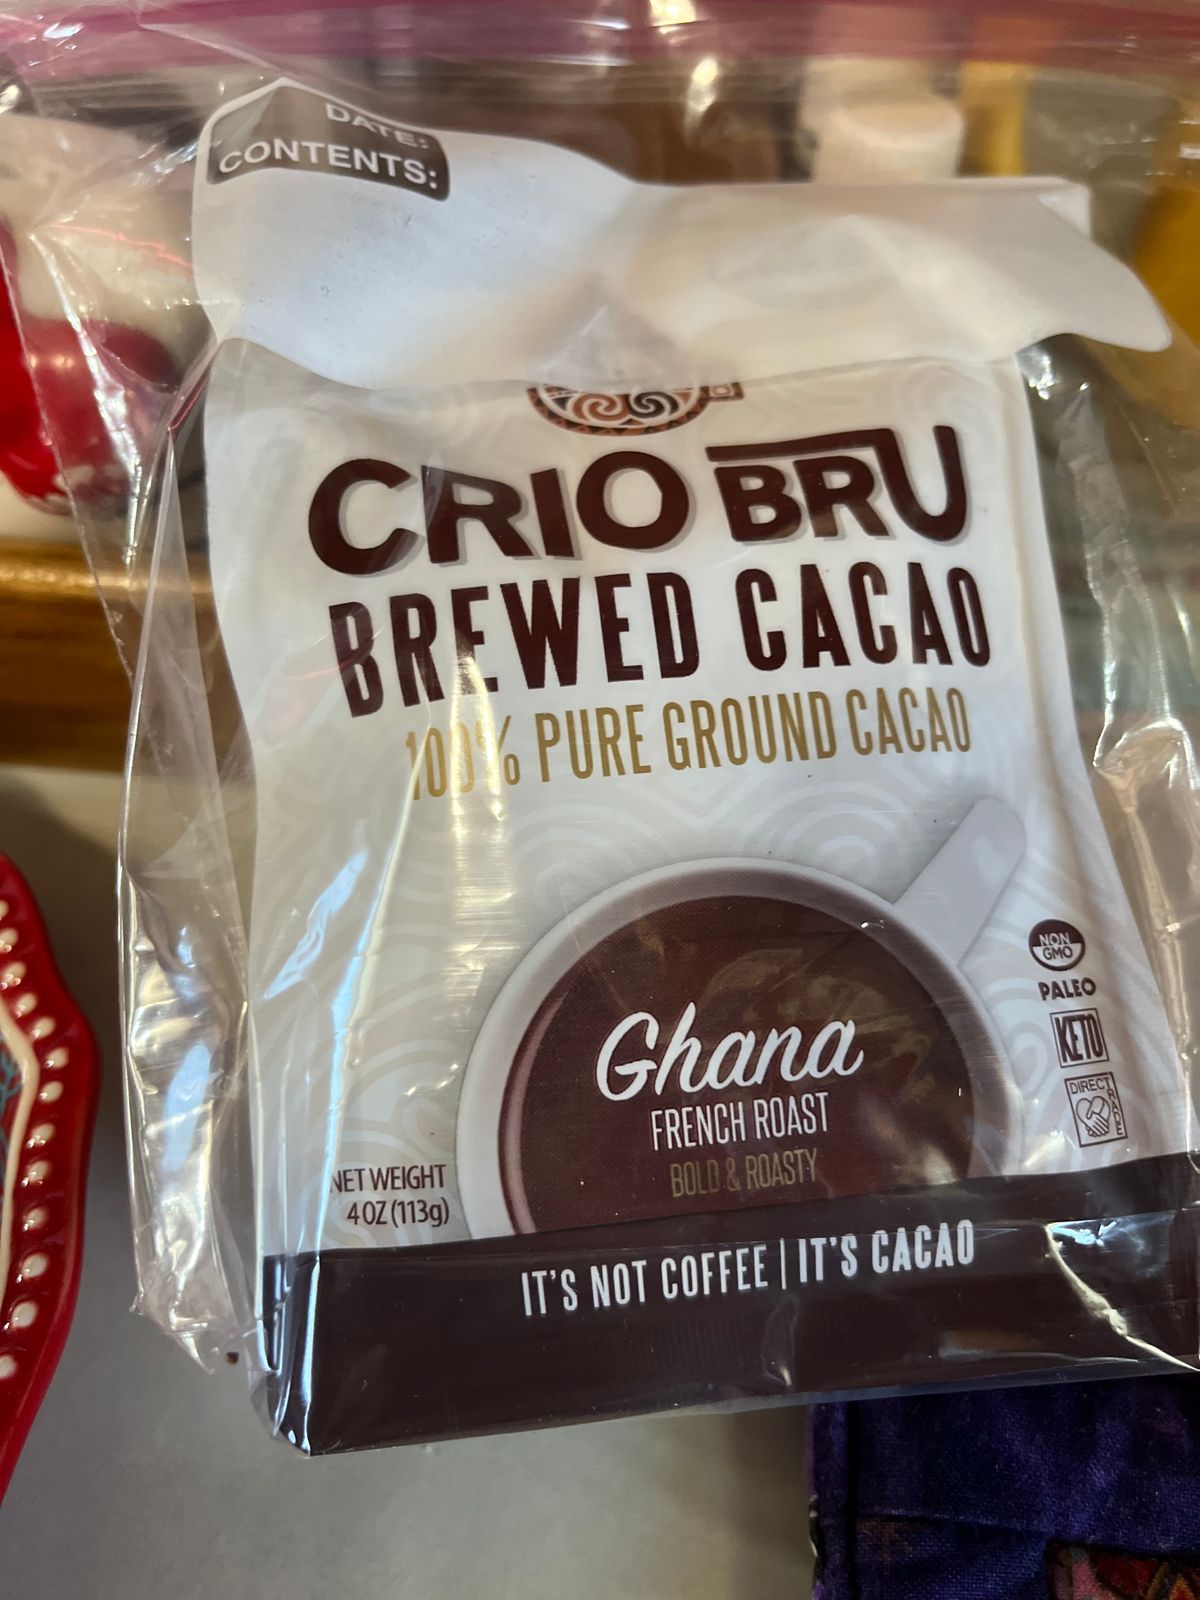 DATE:
CONTENTS:
CRIO BRU
BREWED CACAO
100% PURE GROUND CACAO
NON
GMO
PALEO
KETO
DIRECT
TRADE
Ghana
FRENCH ROAST
BOLD & ROASTY
NET WEIGHT
4 OZ (113g)
IT'S NOT COFFEE | IT'S CACAO